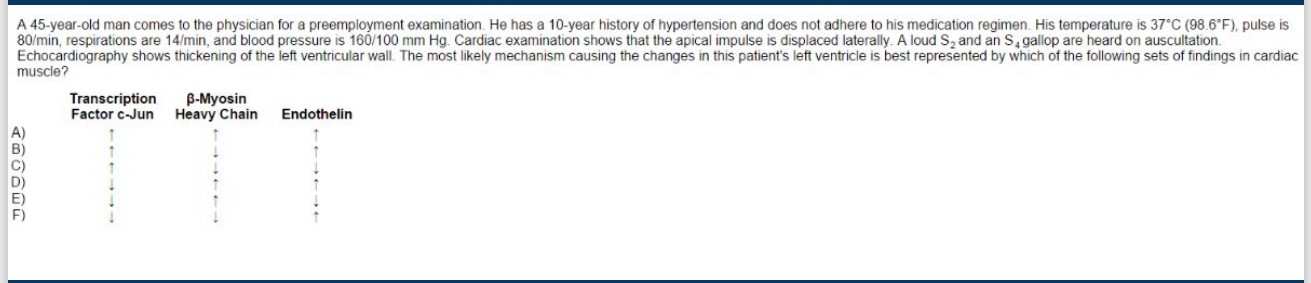 A 45-year-old man comes to the physician for a preemployment examination. He has a 10-year history of hypertension and does not adhere to his medication regimen. His temperature is 37°C (98.6°F), pulse is
80/min, respirations are 14/min, and blood pressure is 160/100 mm Hg. Cardiac examination shows that the apical impulse is displaced laterally. A loud S₂ and an S₄ gallop are heard on auscultation.
Echocardiography shows thickening of the left ventricular wall. The most likely mechanism causing the changes in this patient's left ventricle is best represented by which of the following sets of findings in cardiac
muscle?
Transcription β-Myosin
Factor c-Jun Heavy Chain Endothelin
A) ↑ ↑ ↑
B) ↑ ↓ ↑
C) ↑ ↓ ↓
D) ↓ ↑ ↑
E) ↓ ↑ ↓
F) ↓ ↓ ↑